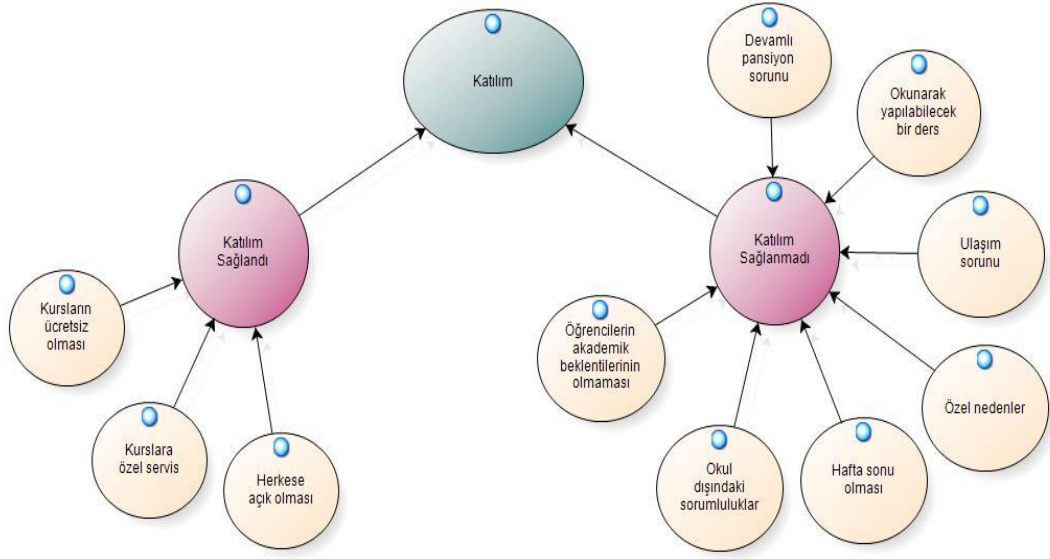 Katılım
Katılım
Sağlandı
Kursların
ücretsiz
olması
Kurslara
özel servis
Herkese
açık olması
Devamlı
pansiyon
sorunu
Okunarak
yapılabilecek
bir ders
Katılım
Sağlanmadı
Ulaşım
sorunu
Öğrencilerin
akademik
beklentilerinin
olmaması
Özel nedenler
Okul
dışındaki
sorumluluklar
Hafta sonu
olması